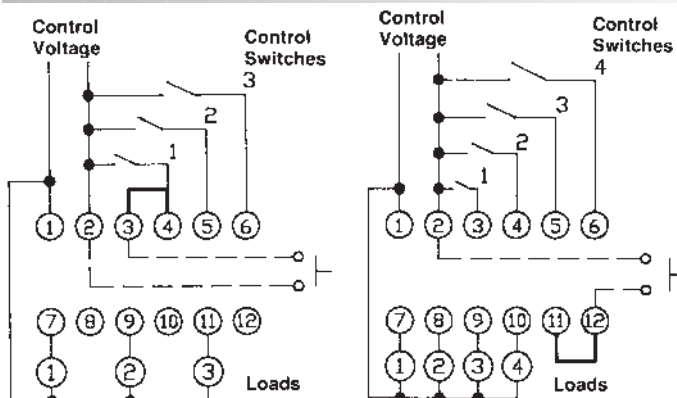 Control
Voltage
Control
Switches
3
2
1
1 2 3 4 5 6
7 8 9 10 11 12
1 2 3
Loads
Control
Voltage
Control
Switches
4
3
2
1
1 2 3 4 5 6
7 8 9 10 11 12
1 2 3 4
Loads